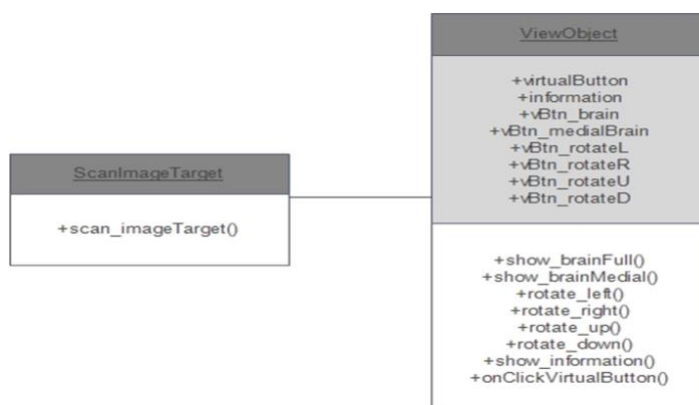 ScanImageTarget
+scan_imageTarget()
ViewObject
+virtualButton
+information
+vBtn_brain
+vBtn_medialBrain
+vBtn_rotateL
+vBtn_rotateR
+vBtn_rotateU
+vBtn_rotateD
+show_brainFull()
+show_brainMedial()
+rotate_left()
+rotate_right()
+rotate_up()
+rotate_down()
+show_information()
+onClickVirtualButton()